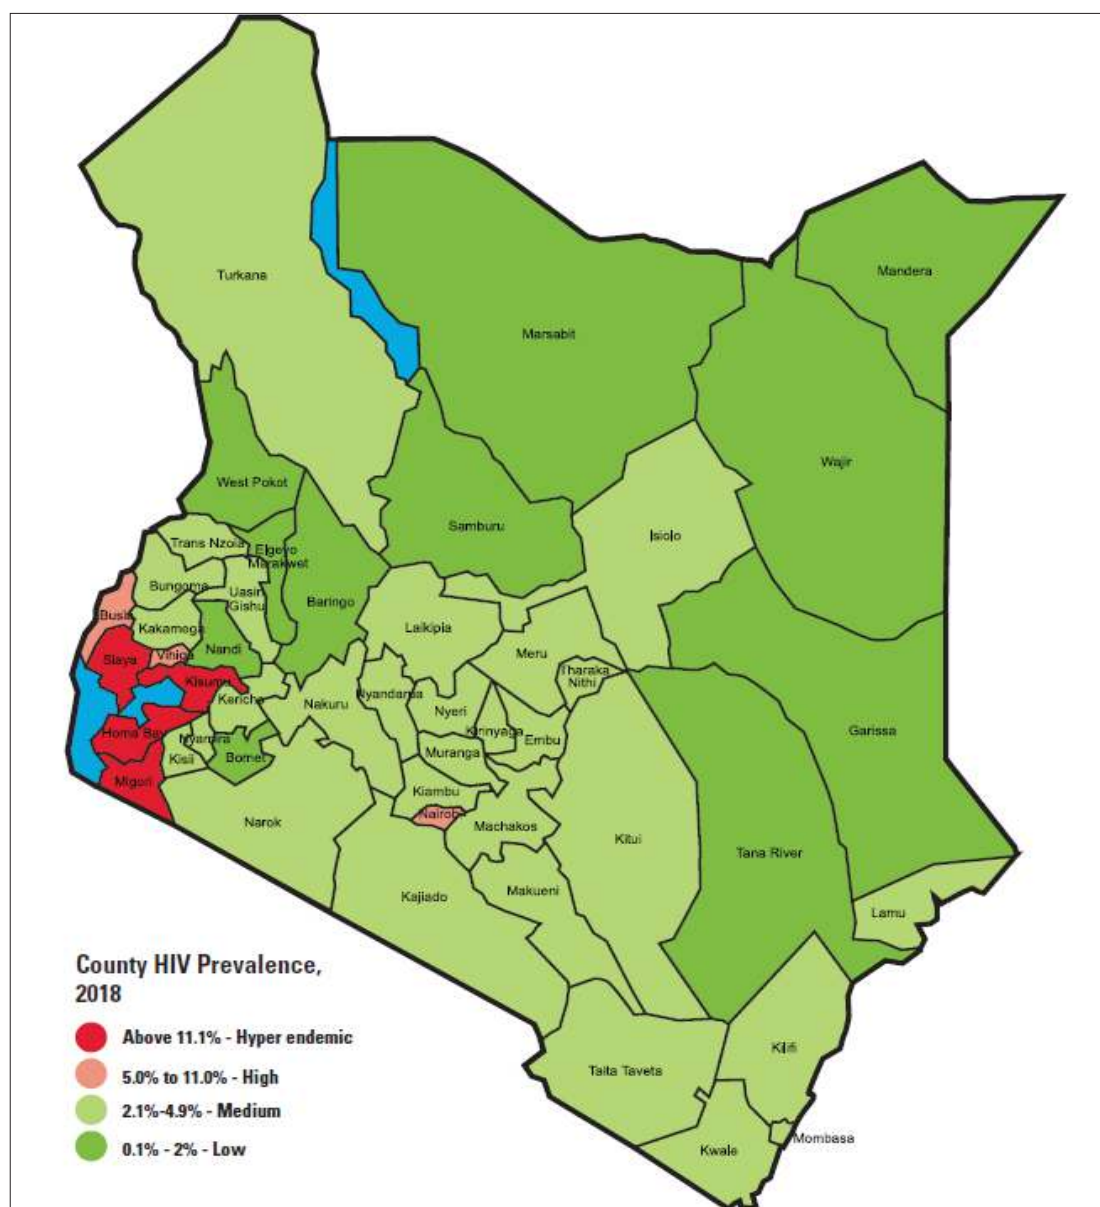 Turkana
Mandera
Marsabit
Wajir
West Pokot
Samburu
Isiolo
Trans Nzoia
Elgeyo
Marakwet
Bungoma
Uasin
Gishu
Baringo
Busia
Kakamega
Laikipia
Nandi
Meru
Siaya
Vihiga
Tharaka
Nithi
Kisumu
Kericho
Nakuru
Nyandarua
Nyeri
Garissa
Homa Bay
Nyamira
Kirinyaga
Embu
Muranga
Kisii
Bomet
Migori
Kiambu
Nairobi
Narok
Machakos
Kitui
Tana River
Makueni
Kajiado
Lamu
County HIV Prevalence,
2018
Above 11.1% - Hyper endemic
5.0% to 11.0% - High
2.1%-4.9% - Medium
0.1% - 2% - Low
Kilifi
Taita Taveta
Mombasa
Kwale